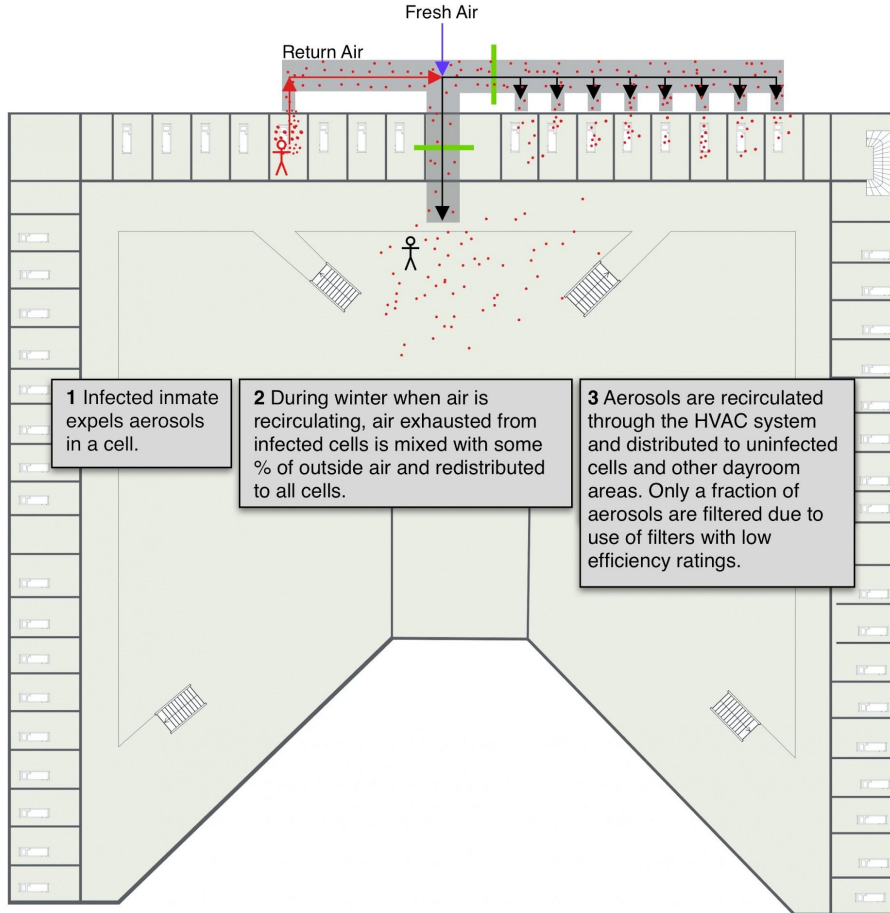 Fresh Air
Return Air
1 Infected inmate
expels aerosols
in a cell.
2 During winter when air is
recirculating, air exhausted from
infected cells is mixed with some
% of outside air and redistributed
to all cells.
3 Aerosols are recirculated
through the HVAC system
and distributed to uninfected
cells and other dayroom
areas. Only a fraction of
aerosols are filtered due to
use of filters with low
efficiency ratings.